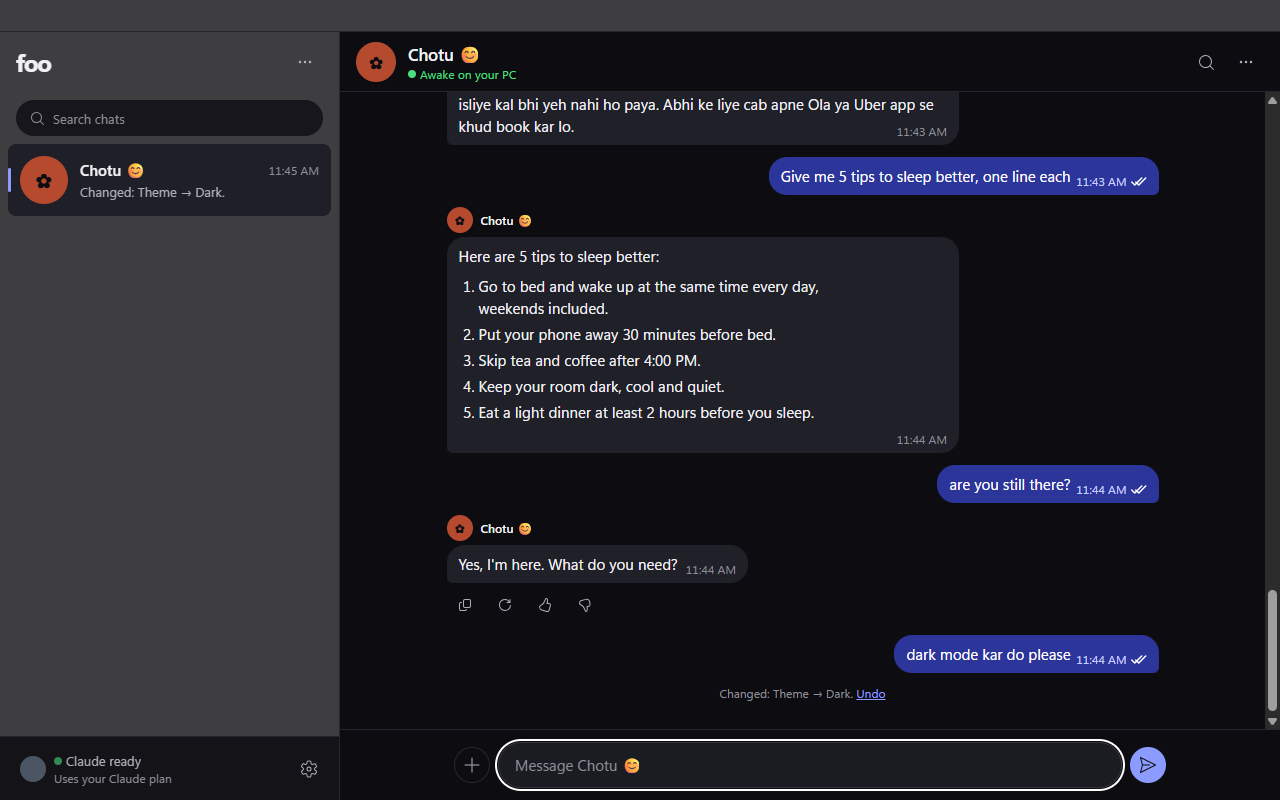 foo
...
Search chats
Chotu 😊 11:45 AM
Changed: Theme → Dark.
Claude ready
Uses your Claude plan
Chotu 😊
Awake on your PC
...
isliye kal bhi yeh nahi ho paya. Abhi ke liye cab apne Ola ya Uber app se
khud book kar lo.
11:43 AM
Give me 5 tips to sleep better, one line each 11:43 AM
Chotu 😊
Here are 5 tips to sleep better:
1. Go to bed and wake up at the same time every day,
weekends included.
2. Put your phone away 30 minutes before bed.
3. Skip tea and coffee after 4:00 PM.
4. Keep your room dark, cool and quiet.
5. Eat a light dinner at least 2 hours before you sleep.
11:44 AM
are you still there? 11:44 AM
Chotu 😊
Yes, I'm here. What do you need? 11:44 AM
dark mode kar do please 11:44 AM
Changed: Theme → Dark. Undo
Message Chotu 😊